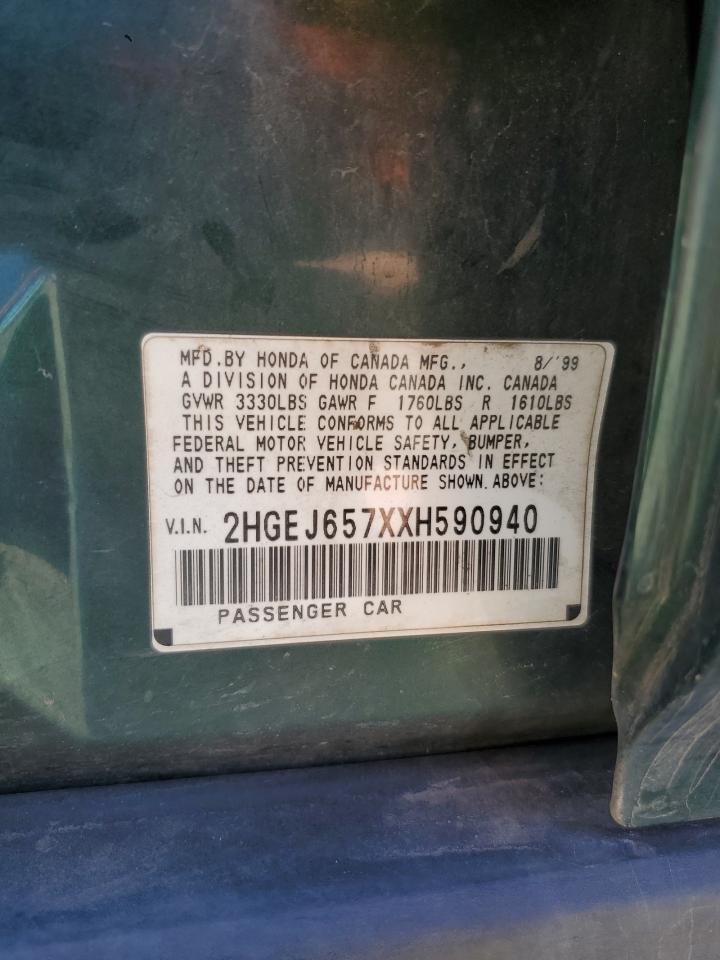 MFD.BY HONDA OF CANADA MFG., 8/'99
A DIVISION OF HONDA CANADA INC. CANADA
GVWR 3330LBS GAWR F 1760LBS R 1610LBS
THIS VEHICLE CONFORMS TO ALL APPLICABLE
FEDERAL MOTOR VEHICLE SAFETY, BUMPER,
AND THEFT PREVENTION STANDARDS IN EFFECT
ON THE DATE OF MANUFACTURE SHOWN ABOVE:
V.I.N. 2HGEJ657XXH590940
PASSENGER CAR